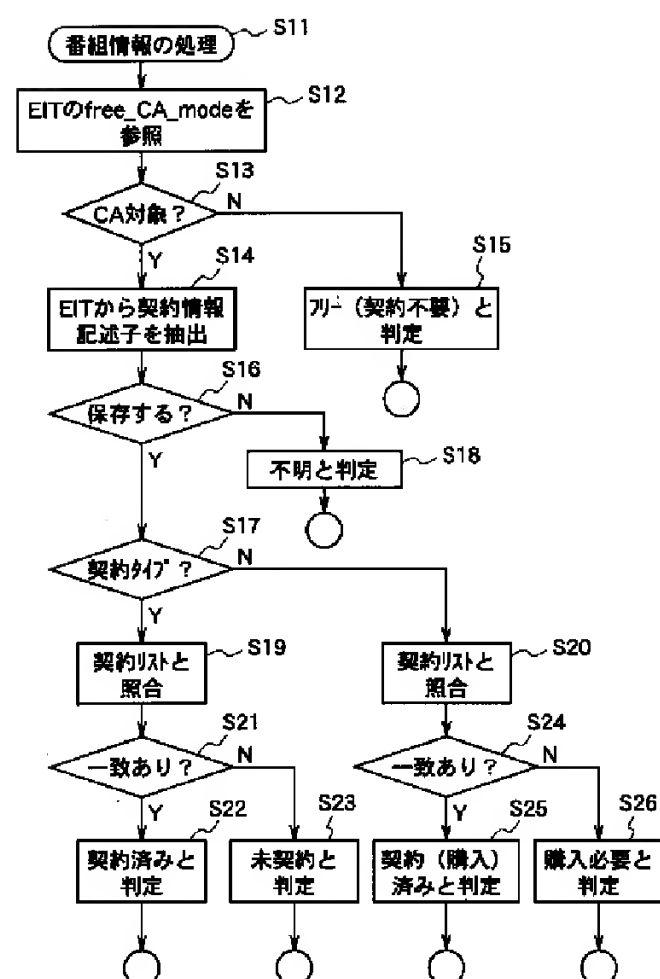 番組情報の処理
S11
EITのfree_CA_modeを
参照
S12
CA対象？
S13
N
Y
S14
EITから契約情報
記述子を抽出
S15
フリー（契約不要）と
判定
S16
保存する？
N
Y
不明と判定
S18
S17
契約タイプ？
N
Y
契約リストと
照合
S19
契約リストと
照合
S20
S21
一致あり？
N
Y
S24
一致あり？
N
Y
S22
契約済みと
判定
S23
未契約と
判定
S25
契約（購入）
済みと判定
S26
購入必要と
判定